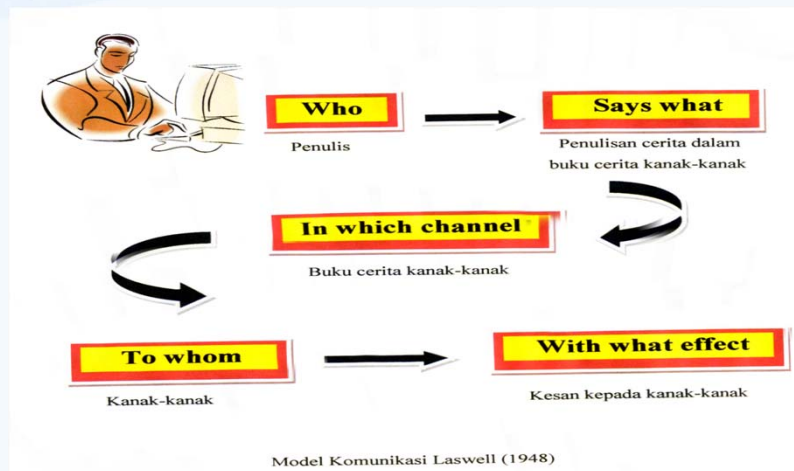 Who
Penulis
Says what
Penulisan cerita dalam
buku cerita kanak-kanak
In which channel
Buku cerita kanak-kanak
To whom
Kanak-kanak
With what effect
Kesan kepada kanak-kanak
Model Komunikasi Laswell (1948)